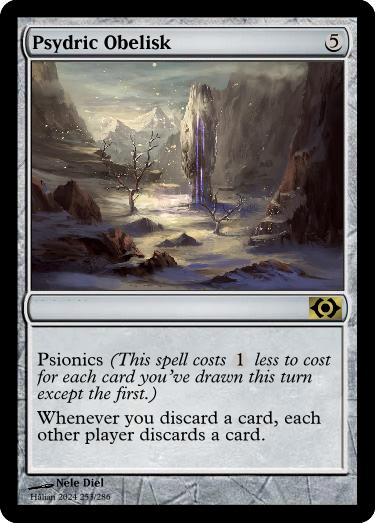 Psydric Obelisk 5
Psionics (This spell costs 1 less to cost
for each card you've drawn this turn
except the first.)
Whenever you discard a card, each
other player discards a card.
Nele Diel
Hālian 2024 253/286